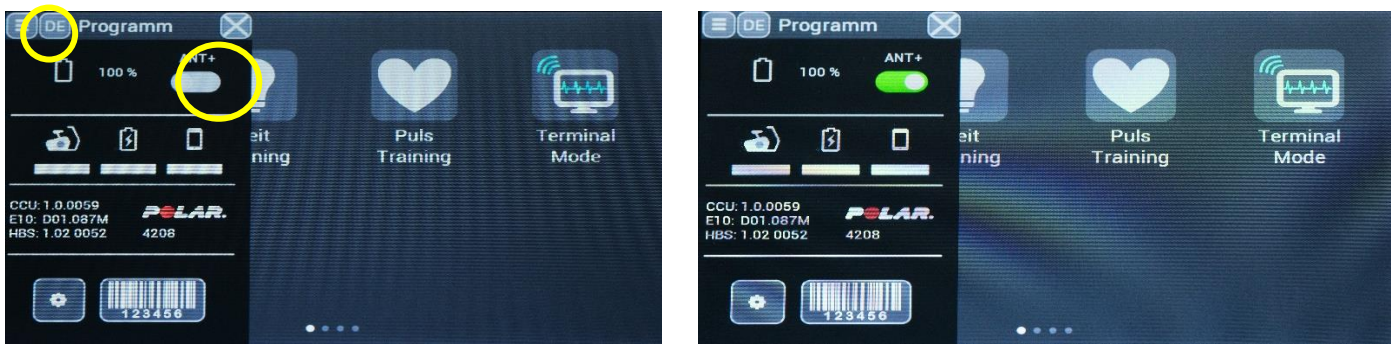 DE Programm
100 %
ANT+
eit
ning
Puls
Training
Terminal
Mode
CCU: 1.0.0059
E10: D01.087M
HBS: 1.02 0052
POLAR.
4208
123456
DE Programm
100 %
ANT+
eit
ning
Puls
Training
Terminal
Mode
CCU: 1.0.0059
E10: D01.087M
HBS: 1.02 0052
POLAR.
4208
123456